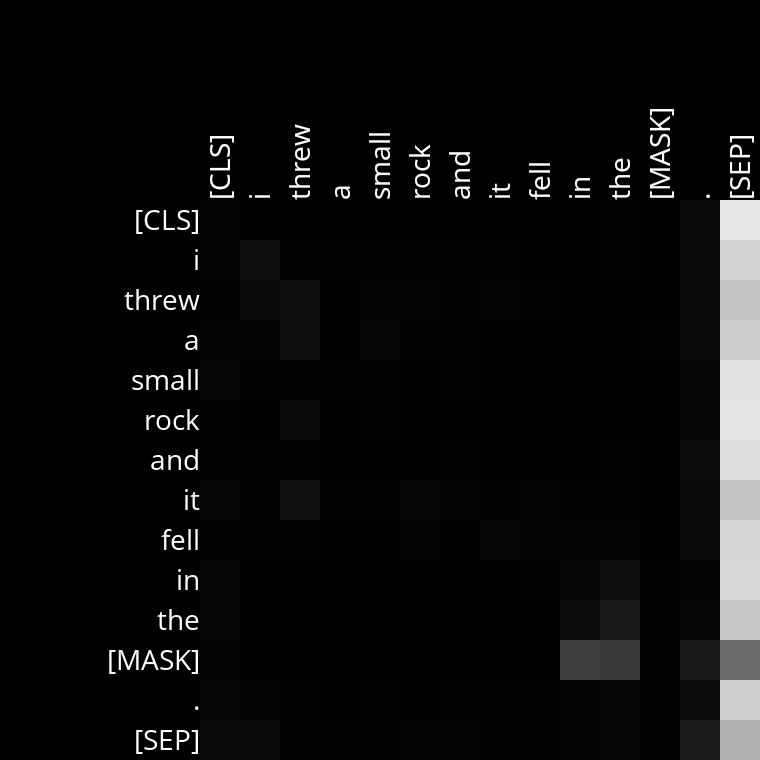 [CLS] i threw a small rock and it fell in the [MASK] . [SEP]
[CLS]
i
threw
a
small
rock
and
it
fell
in
the
[MASK]
.
[SEP]